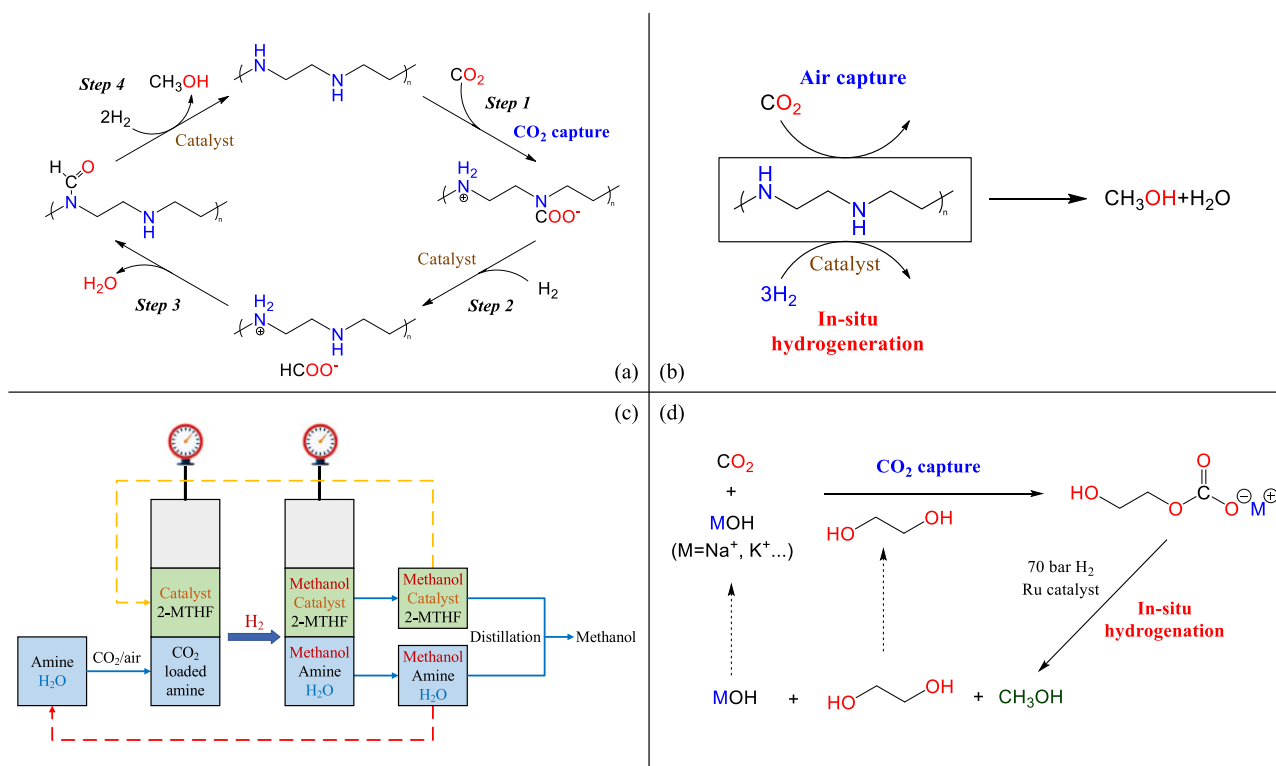 H
N
N
H
n
Step 4
CH3OH
2H2
Catalyst
CO2
Step 1
CO2 capture
H
C
O
N
N
H
n
H2
N
⊕
N
COO-
n
H2O
Step 3
Catalyst
H2
Step 2
H2
N
⊕
N
H
n
HCOO-
(a)
Air capture
CO2
H
N
N
H
n
CH3OH+H2O
Catalyst
3H2
In-situ
hydrogeneration
(b)
(c)
Catalyst
2-MTHF
CO2
loaded
amine
Amine
H2O
CO2/air
H2
Methanol
Catalyst
2-MTHF
Methanol
Amine
H2O
Methanol
Catalyst
2-MTHF
Methanol
Amine
H2O
Distillation
Methanol
(d)
CO2
+
MOH
(M=Na+, K+...)
CO2 capture
HO
OH
HO
O
C
O
O
⊖
M
⊕
70 bar H2
Ru catalyst
In-situ
hydrogenation
MOH
+
HO
OH
+
CH3OH